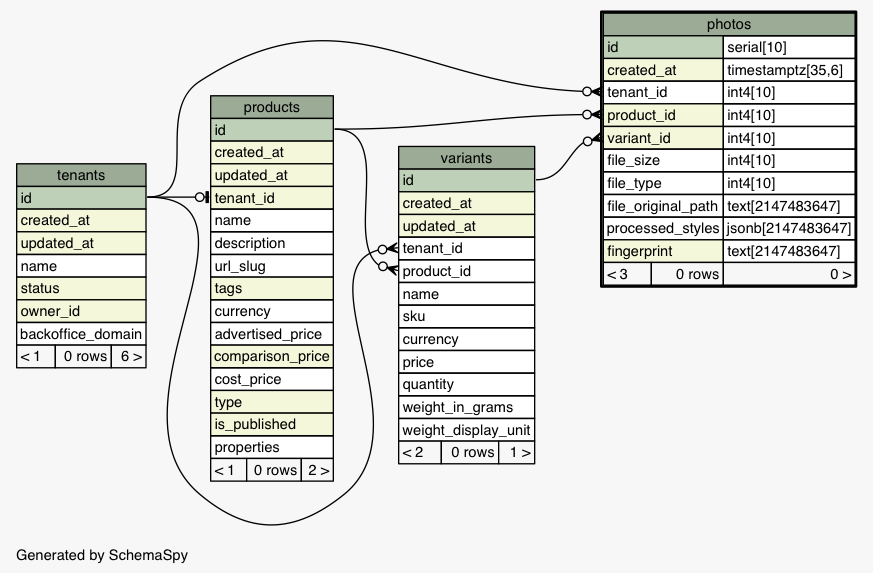 photos
id serial[10]
created_at timestamptz[35,6]
tenant_id int4[10]
product_id int4[10]
variant_id int4[10]
file_size int4[10]
file_type int4[10]
file_original_path text[2147483647]
processed_styles jsonb[2147483647]
fingerprint text[2147483647]
< 3 0 rows 0 >
products
id
created_at
updated_at
tenant_id
name
description
url_slug
tags
currency
advertised_price
comparison_price
cost_price
type
is_published
properties
< 1 0 rows 2 >
variants
id
created_at
updated_at
tenant_id
product_id
name
sku
currency
price
quantity
weight_in_grams
weight_display_unit
< 2 0 rows 1 >
tenants
id
created_at
updated_at
name
status
owner_id
backoffice_domain
< 1 0 rows 6 >
Generated by SchemaSpy